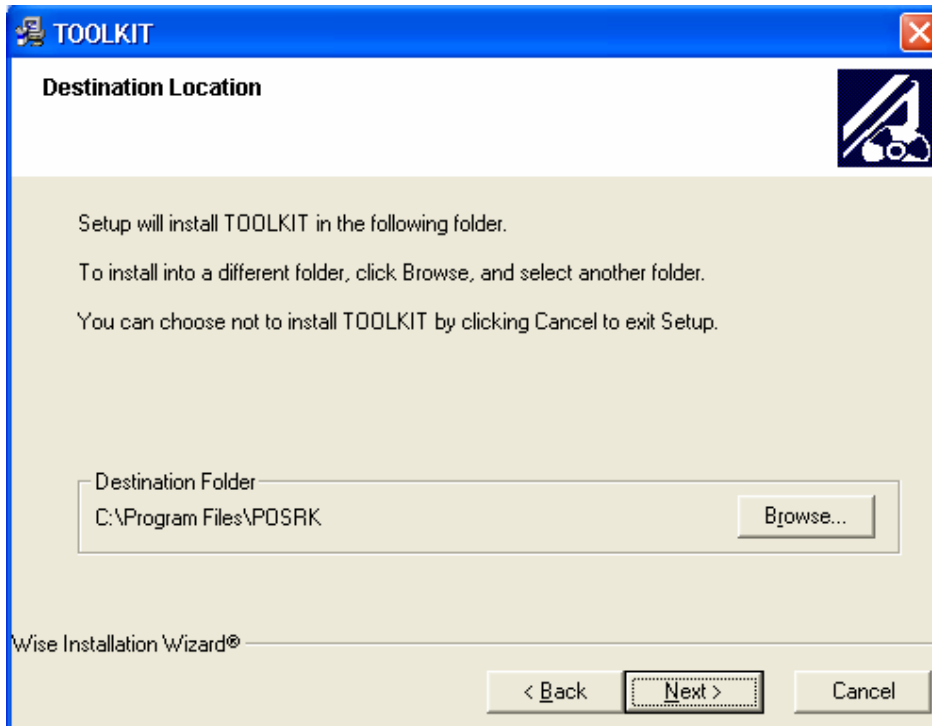 TOOLKIT
Destination Location
Setup will install TOOLKIT in the following folder.
To install into a different folder, click Browse, and select another folder.
You can choose not to install TOOLKIT by clicking Cancel to exit Setup.
Destination Folder
C:\Program Files\POSRK
Browse...
Wise Installation Wizard®
< Back
Next >
Cancel